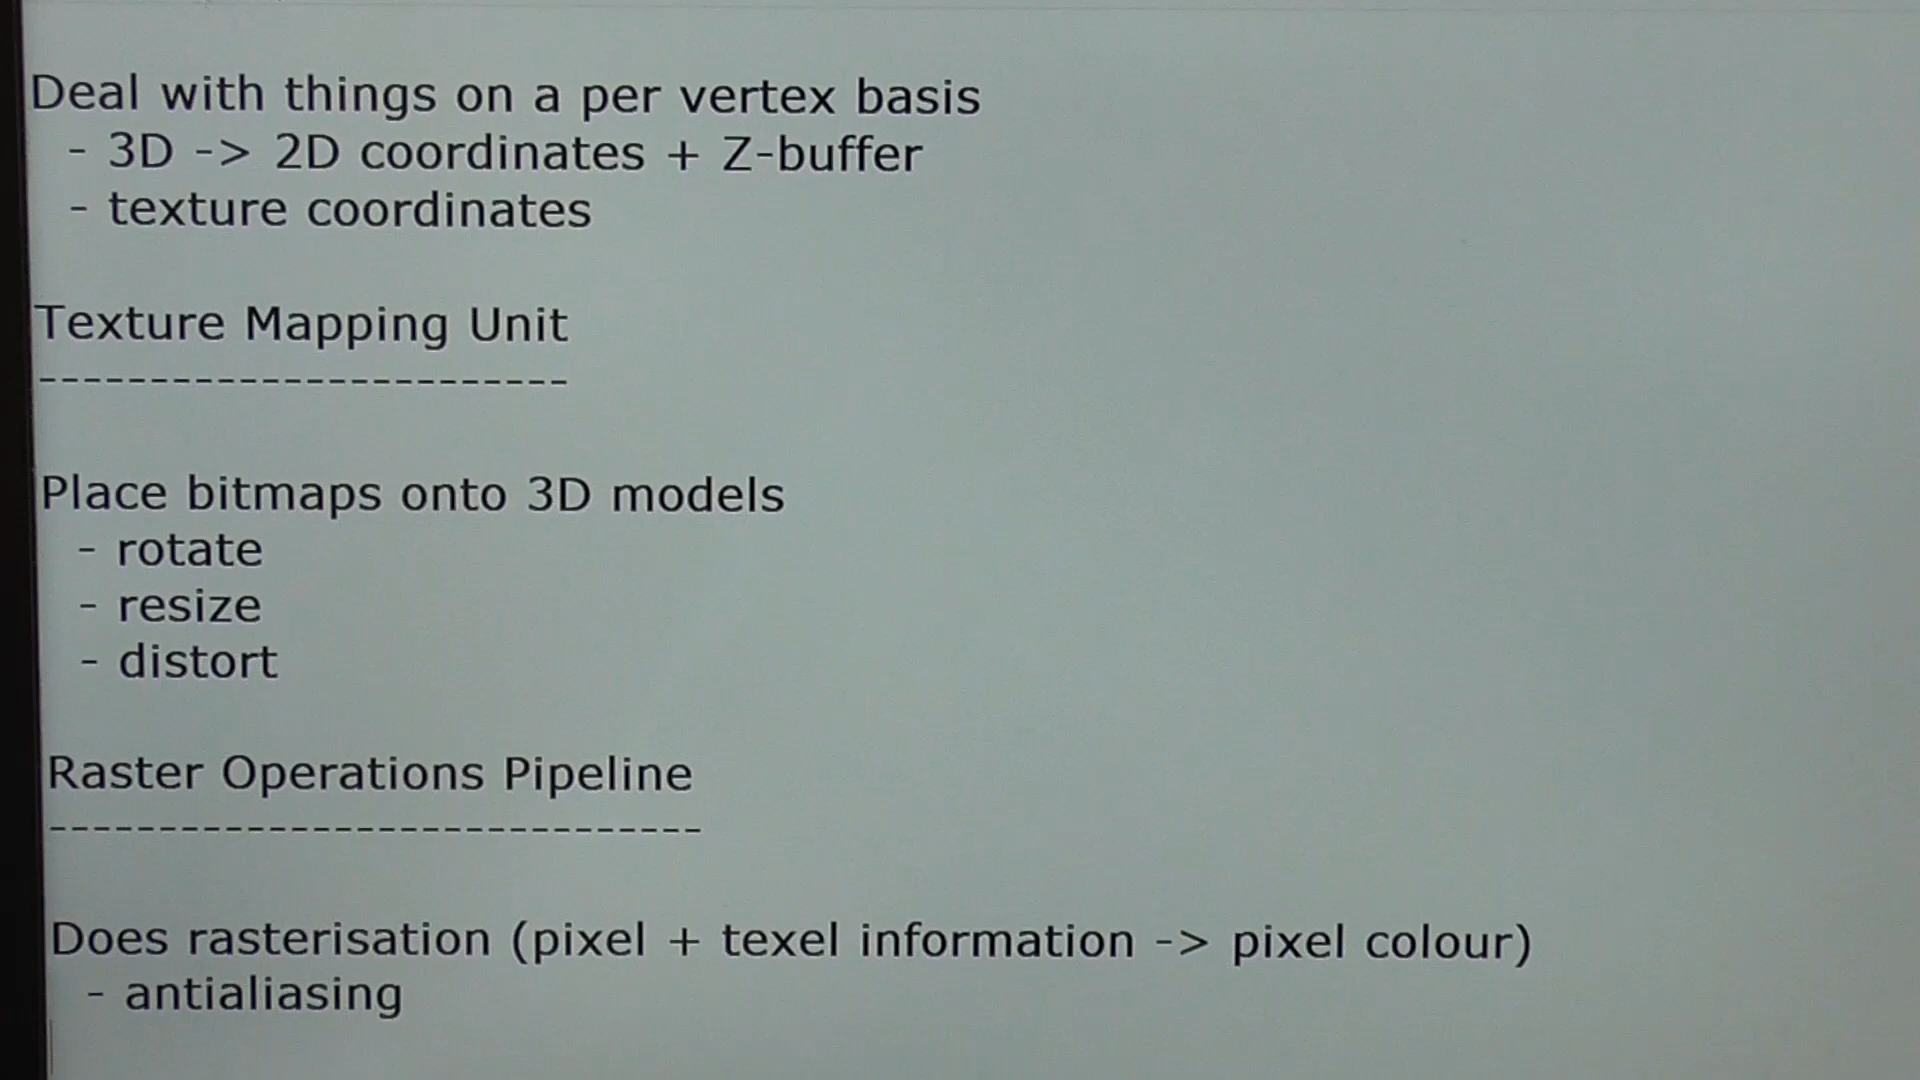 Deal with things on a per vertex basis
- 3D -> 2D coordinates + Z-buffer
- texture coordinates
Texture Mapping Unit
------------------------
Place bitmaps onto 3D models
- rotate
- resize
- distort
Raster Operations Pipeline
------------------------------
Does rasterisation (pixel + texel information -> pixel colour)
- antialiasing